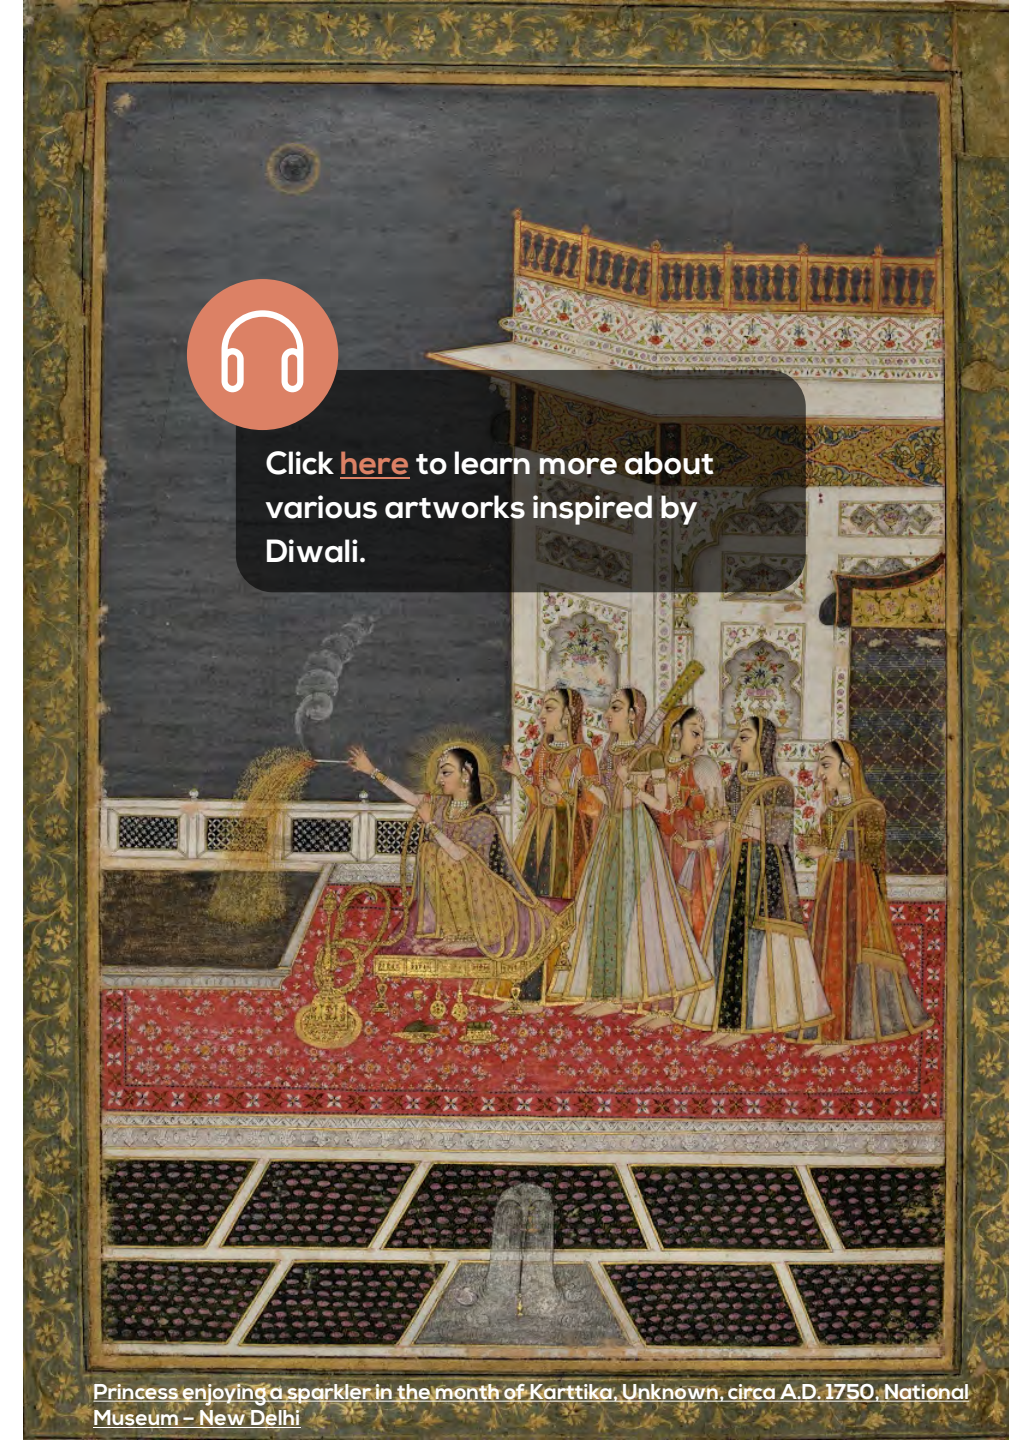 Click here to learn more about
various artworks inspired by
Diwali.
Princess enjoying a sparkler in the month of Karttika, Unknown, circa A.D. 1750, National
Museum – New Delhi